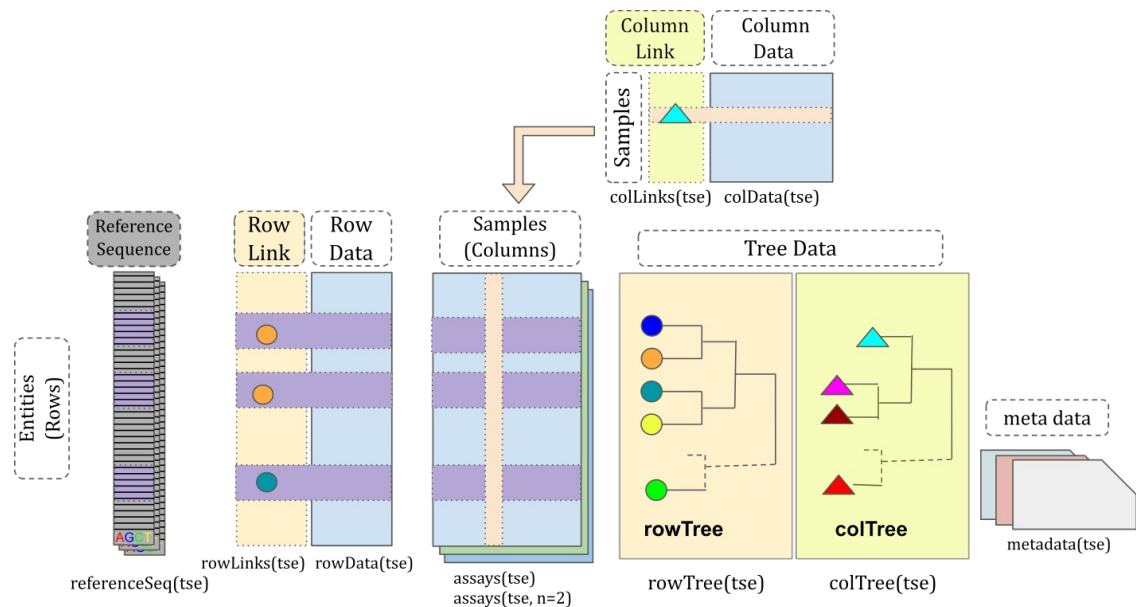 Column
Link
Column
Data
Samples
colLinks(tse)
colData(tse)
Reference
Sequence
Row
Link
Row
Data
Samples
(Columns)
Tree Data
Entities
(Rows)
AGCT
referenceSeq(tse)
rowLinks(tse)
rowData(tse)
assays(tse)
assays(tse, n=2)
rowTree
rowTree(tse)
colTree
colTree(tse)
meta data
metadata(tse)